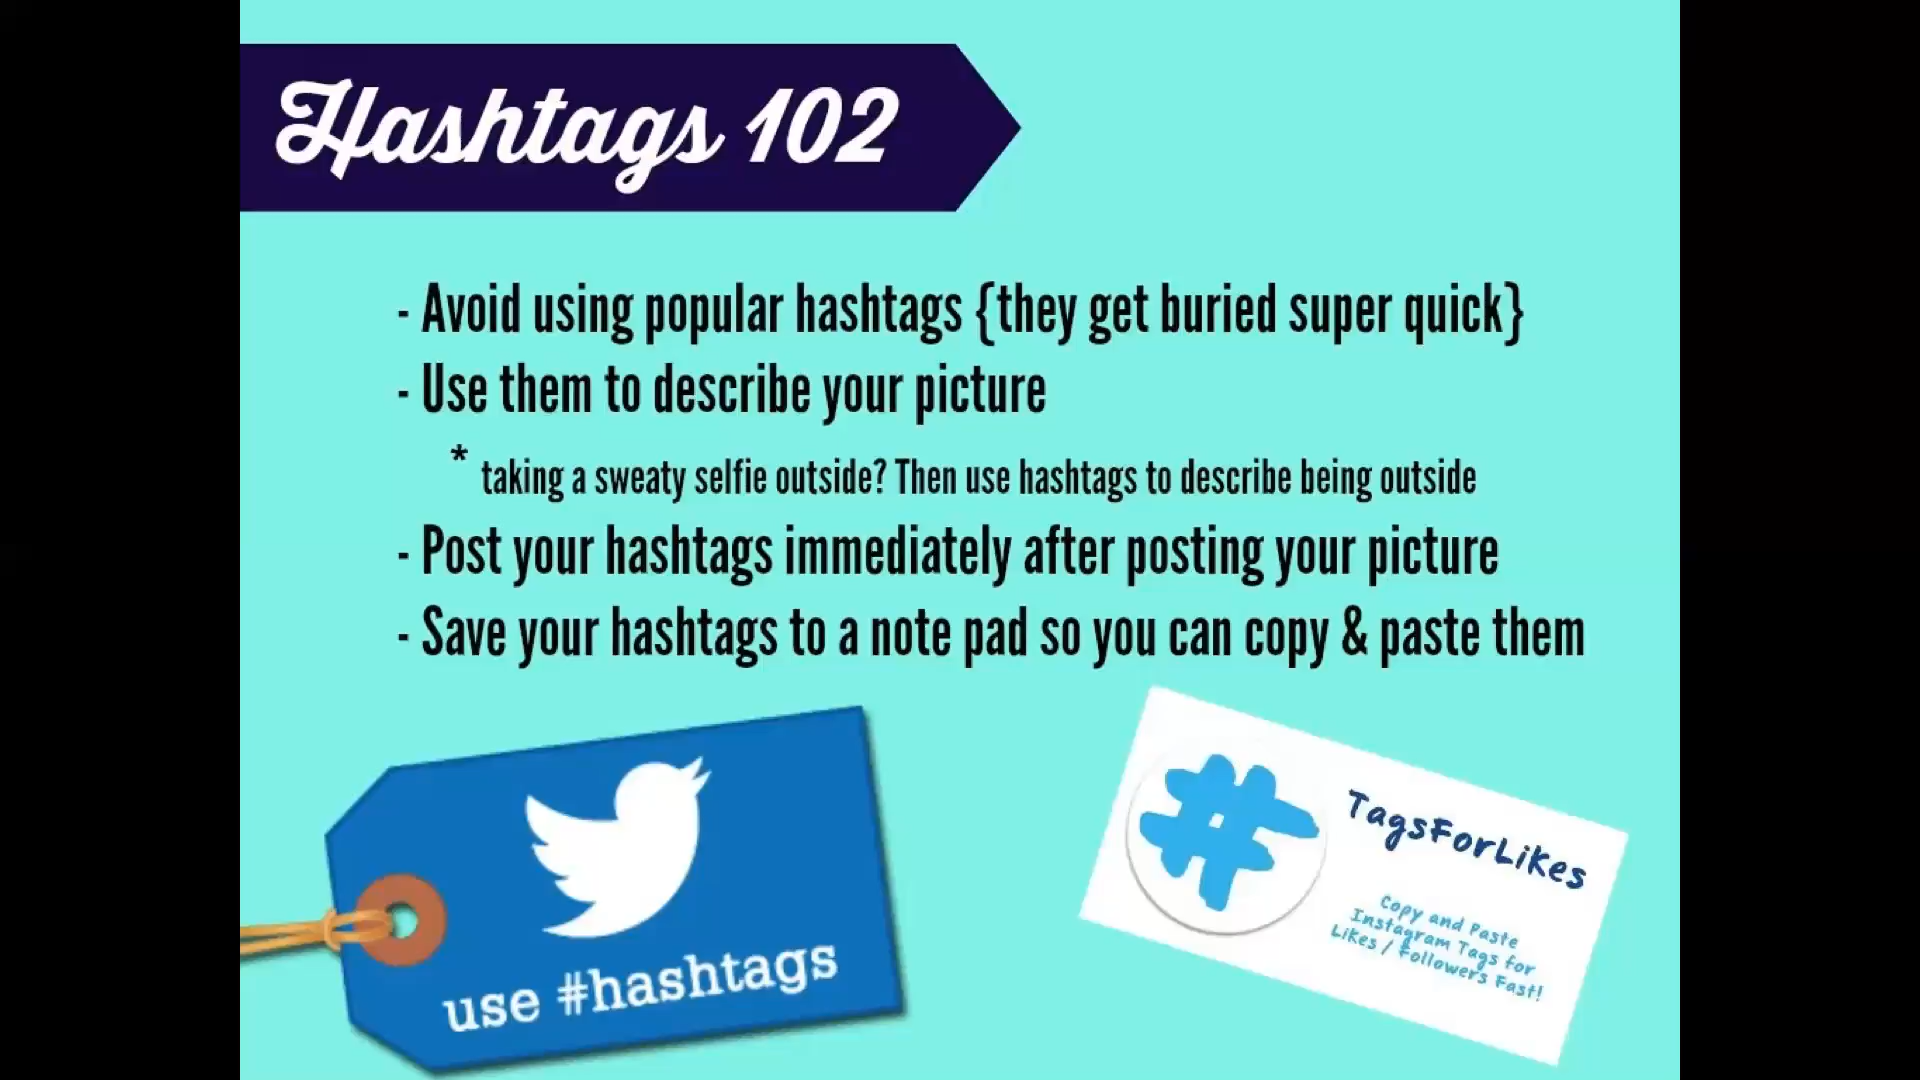 Hashtags 102
- Avoid using popular hashtags {they get buried super quick}
- Use them to describe your picture
* taking a sweaty selfie outside? Then use hashtags to describe being outside
- Post your hashtags immediately after posting your picture
- Save your hashtags to a note pad so you can copy & paste them
use #hashtags
#
TagsForLikes
Copy and Paste
Instagram Tags for
Likes / Followers Fast!